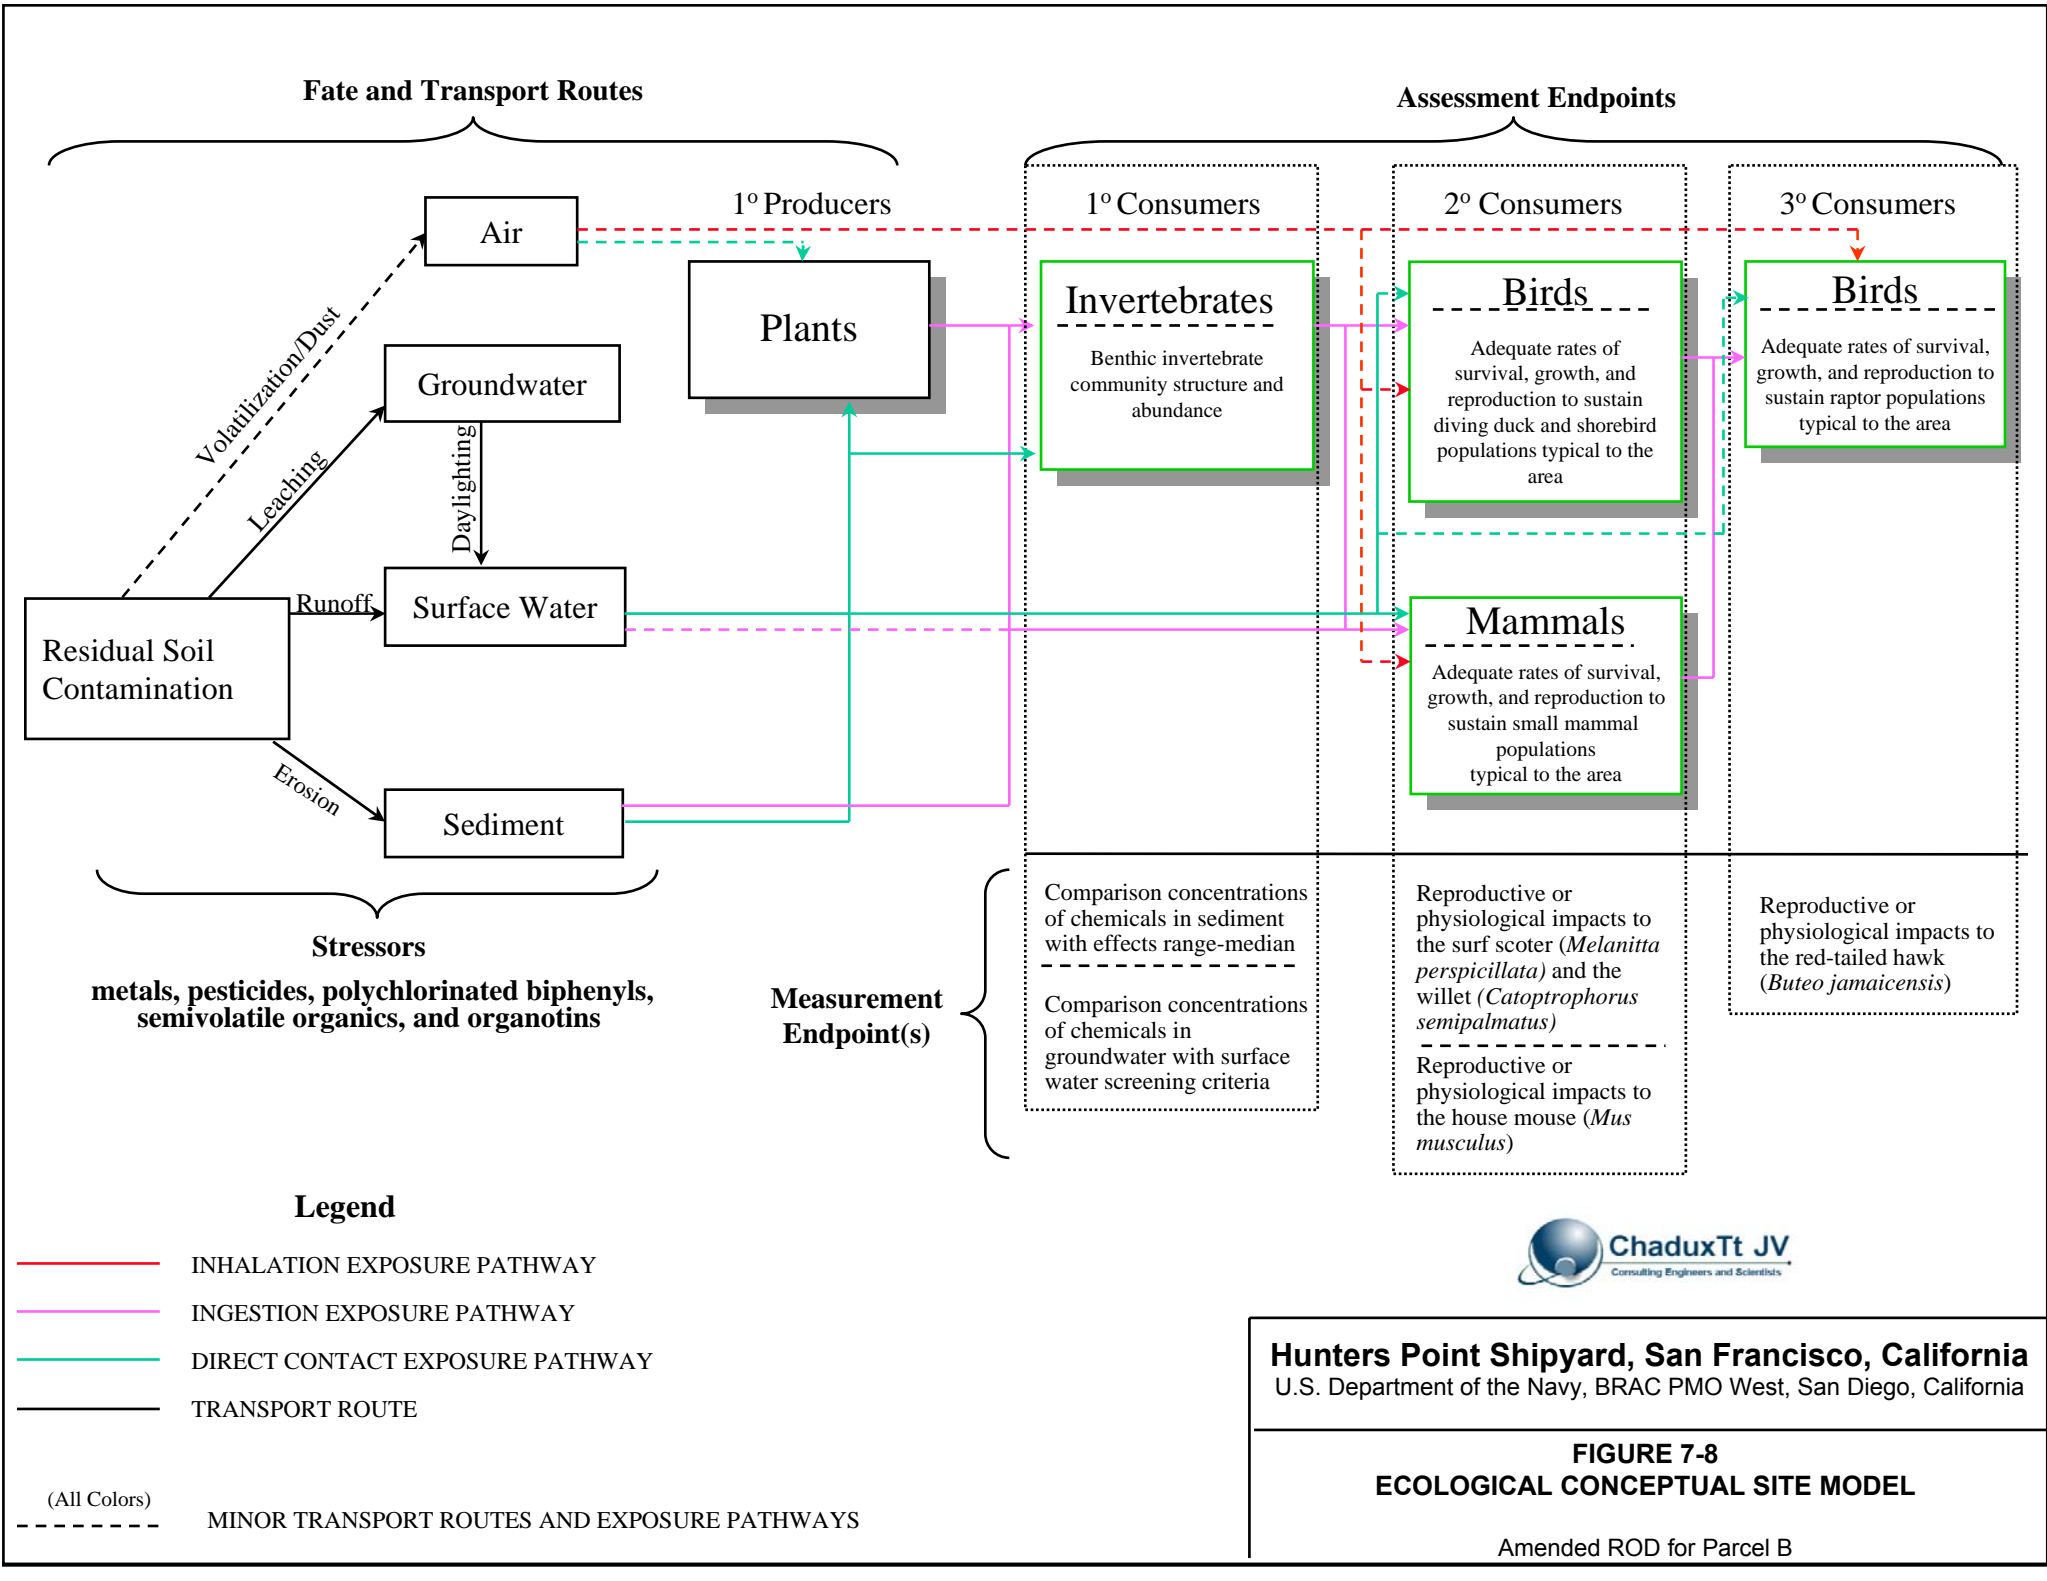 Fate and Transport Routes
Assessment Endpoints
1o Producers
1o Consumers
2o Consumers
3o Consumers
Air
Volatilization/Dust
Plants
Invertebrates
Benthic invertebrate
community structure and
abundance
Birds
Adequate rates of
survival, growth, and
reproduction to sustain
diving duck and shorebird
populations typical to the
area
Birds
Adequate rates of survival,
growth, and reproduction to
sustain raptor populations
typical to the area
Groundwater
Leaching
Daylighting
Runoff
Surface Water
Residual Soil
Contamination
Erosion
Sediment
Mammals
Adequate rates of survival,
growth, and reproduction to
sustain small mammal
populations
typical to the area
Stressors
metals, pesticides, polychlorinated biphenyls,
semivolatile organics, and organotins
Measurement
Endpoint(s)
Comparison concentrations
of chemicals in sediment
with effects range-median
Comparison concentrations
of chemicals in
groundwater with surface
water screening criteria
Reproductive or
physiological impacts to
the surf scoter (Melanitta
perspicillata) and the
willet (Catoptrophorus
semipalmatus)
Reproductive or
physiological impacts to
the house mouse (Mus
musculus)
Reproductive or
physiological impacts to
the red-tailed hawk
(Buteo jamaicensis)
Legend
INHALATION EXPOSURE PATHWAY
INGESTION EXPOSURE PATHWAY
DIRECT CONTACT EXPOSURE PATHWAY
TRANSPORT ROUTE
(All Colors)
MINOR TRANSPORT ROUTES AND EXPOSURE PATHWAYS
ChaduxTt JV
Consulting Engineers and Scientists
Hunters Point Shipyard, San Francisco, California
U.S. Department of the Navy, BRAC PMO West, San Diego, California
FIGURE 7-8
ECOLOGICAL CONCEPTUAL SITE MODEL
Amended ROD for Parcel B